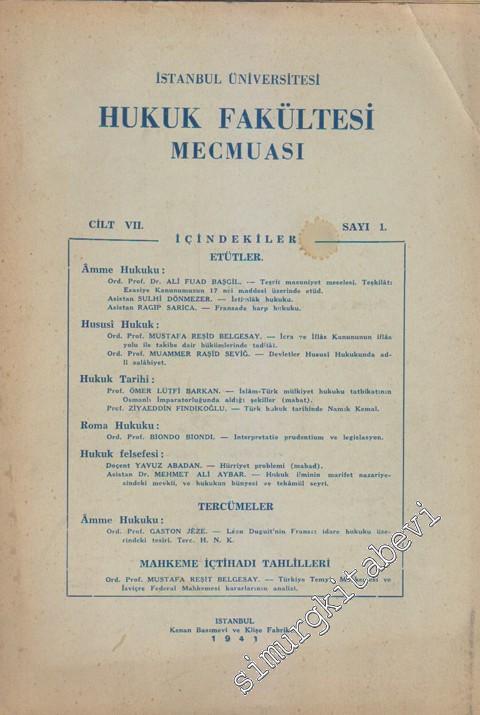 İSTANBUL ÜNİVERSİTESİ
HUKUK FAKÜLTESİ
MECMUASI
CİLT VII.
SAYI 1.
İÇİNDEKİLER
ETÜTLER.
Âmme Hukuku:
Ord. Prof. Dr. ALİ FUAD BAŞGİL. — Teşriî masuniyet meselesi. Teşkilâtı
Esasiye Kanunumuzun 17 nci maddesi üzerinde etüd.
Asistan SULHİ DÖNMEZER. — İstimlâk hukuku.
Asistan RAGIP SARICA. — Fransada harp hukuku.
Hususî Hukuk:
Ord. Prof. MUSTAFA REŞİD BELGESAY. — İcra ve İflâs Kanununun iflâs
yolu ile takibe dair hükümlerinde tadilât.
Ord. Prof. MUAMMER RAŞİD SEVİĞ. — Devletler Hususî Hukukunda ad-
lî salâhiyet.
Hukuk Tarihi:
Prof. ÖMER LÛTFİ BARKAN. — İslâm-Türk mülkiyet hukuku tatbikatının
Osmanlı İmparatorluğunda aldığı şekiller (mabat).
Prof. ZİYAEDDİN FINDIKOĞLU. — Türk hukuk tarihinde Namık Kemal.
Roma Hukuku:
Ord. Prof. BIONDO BIONDI. — Interpretatio prudentium ve legislasyon.
Hukuk felsefesi:
Doçent YAVUZ ABADAN. — Hürriyet problemi (mabad).
Asistan Dr. MEHMET ALİ AYBAR. — Hukuk ilminin marifet nazariye-
sindeki mevkii, ve hukukun bünyesi ve tekâmül seyri.
TERCÜMELER
Âmme Hukuku:
Ord. Prof. GASTON JÈZE. — Léon Duguit'nin Fransız idare hukuku üze-
rindeki tesiri. Terc. H. N. K.
MAHKEME İÇTİHADI TAHLİLLERİ
Ord. Prof. MUSTAFA REŞİT BELGESAY. — Türkiye Temyiz Mahkemesi ve
İsviçre Federal Mahkemesi kararlarının analizi.
İSTANBUL
Kenan Basımevi ve Klişe Fabrikası
1941
simurgkitabevi.com